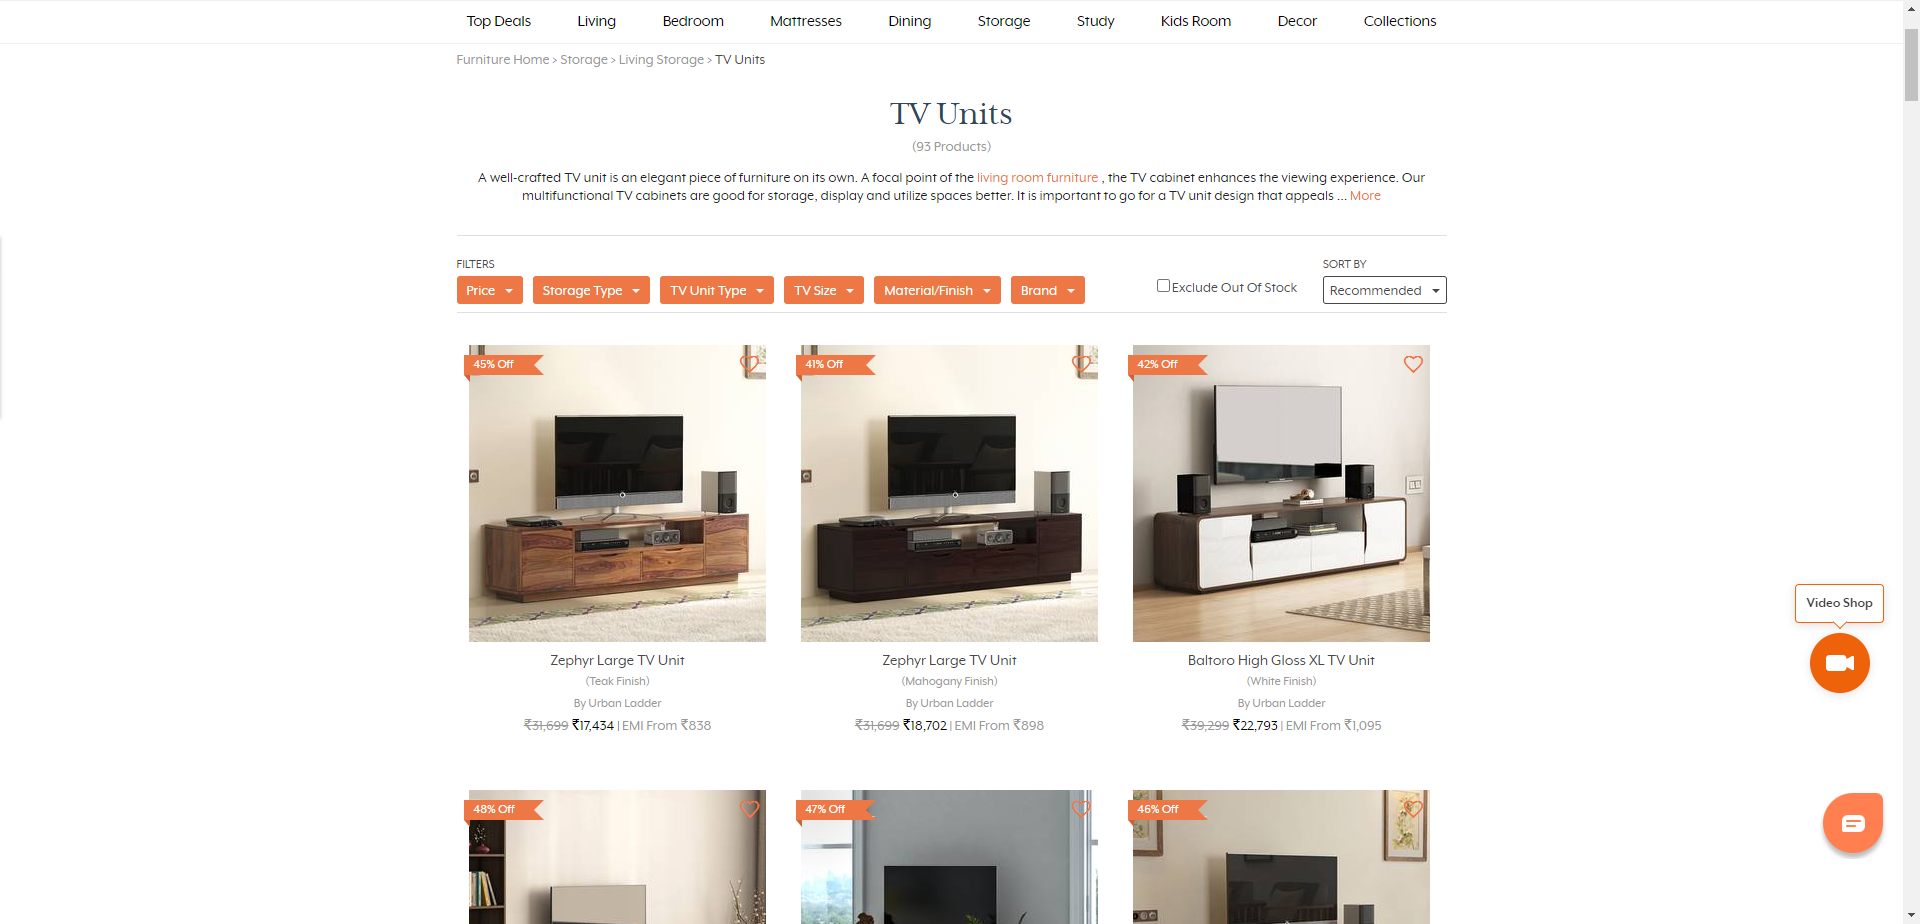 Top Deals Living Bedroom Mattresses Dining Storage Study Kids Room Decor Collections
Furniture Home > Storage > Living Storage > TV Units
TV Units
(93 Products)
A well-crafted TV unit is an elegant piece of furniture on its own. A focal point of the living room furniture , the TV cabinet enhances the viewing experience. Our
multifunctional TV cabinets are good for storage, display and utilize spaces better. It is important to go for a TV unit design that appeals ... More
FILTERS SORT BY
Price Storage Type TV Unit Type TV Size Material/Finish Brand Exclude Out Of Stock Recommended
45% Off 41% Off 42% Off
Zephyr Large TV Unit
(Teak Finish)
By Urban Ladder
₹31,699 ₹17,434 | EMI From ₹838
Zephyr Large TV Unit
(Mahogany Finish)
By Urban Ladder
₹31,699 ₹18,702 | EMI From ₹898
Baltoro High Gloss XL TV Unit
(White Finish)
By Urban Ladder
₹39,299 ₹22,793 | EMI From ₹1,095
Video Shop
48% Off 47% Off 46% Off